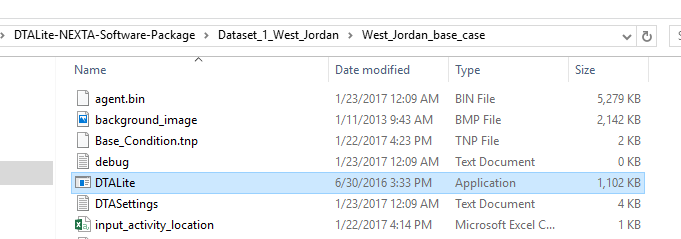 DTALite-NEXTA-Software-Package > Dataset_1_West_Jordan > West_Jordan_base_case
Name Date modified Type Size
agent.bin 1/23/2017 12:09 AM BIN File 5,279 KB
background_image 1/11/2013 9:43 AM BMP File 2,142 KB
Base_Condition.tnp 1/22/2017 4:23 PM TNP File 2 KB
debug 1/23/2017 12:09 AM Text Document 0 KB
DTALite 6/30/2016 3:33 PM Application 1,102 KB
DTASettings 1/23/2017 12:09 AM Text Document 4 KB
input_activity_location 1/22/2017 4:14 PM Microsoft Excel C... 1 KB